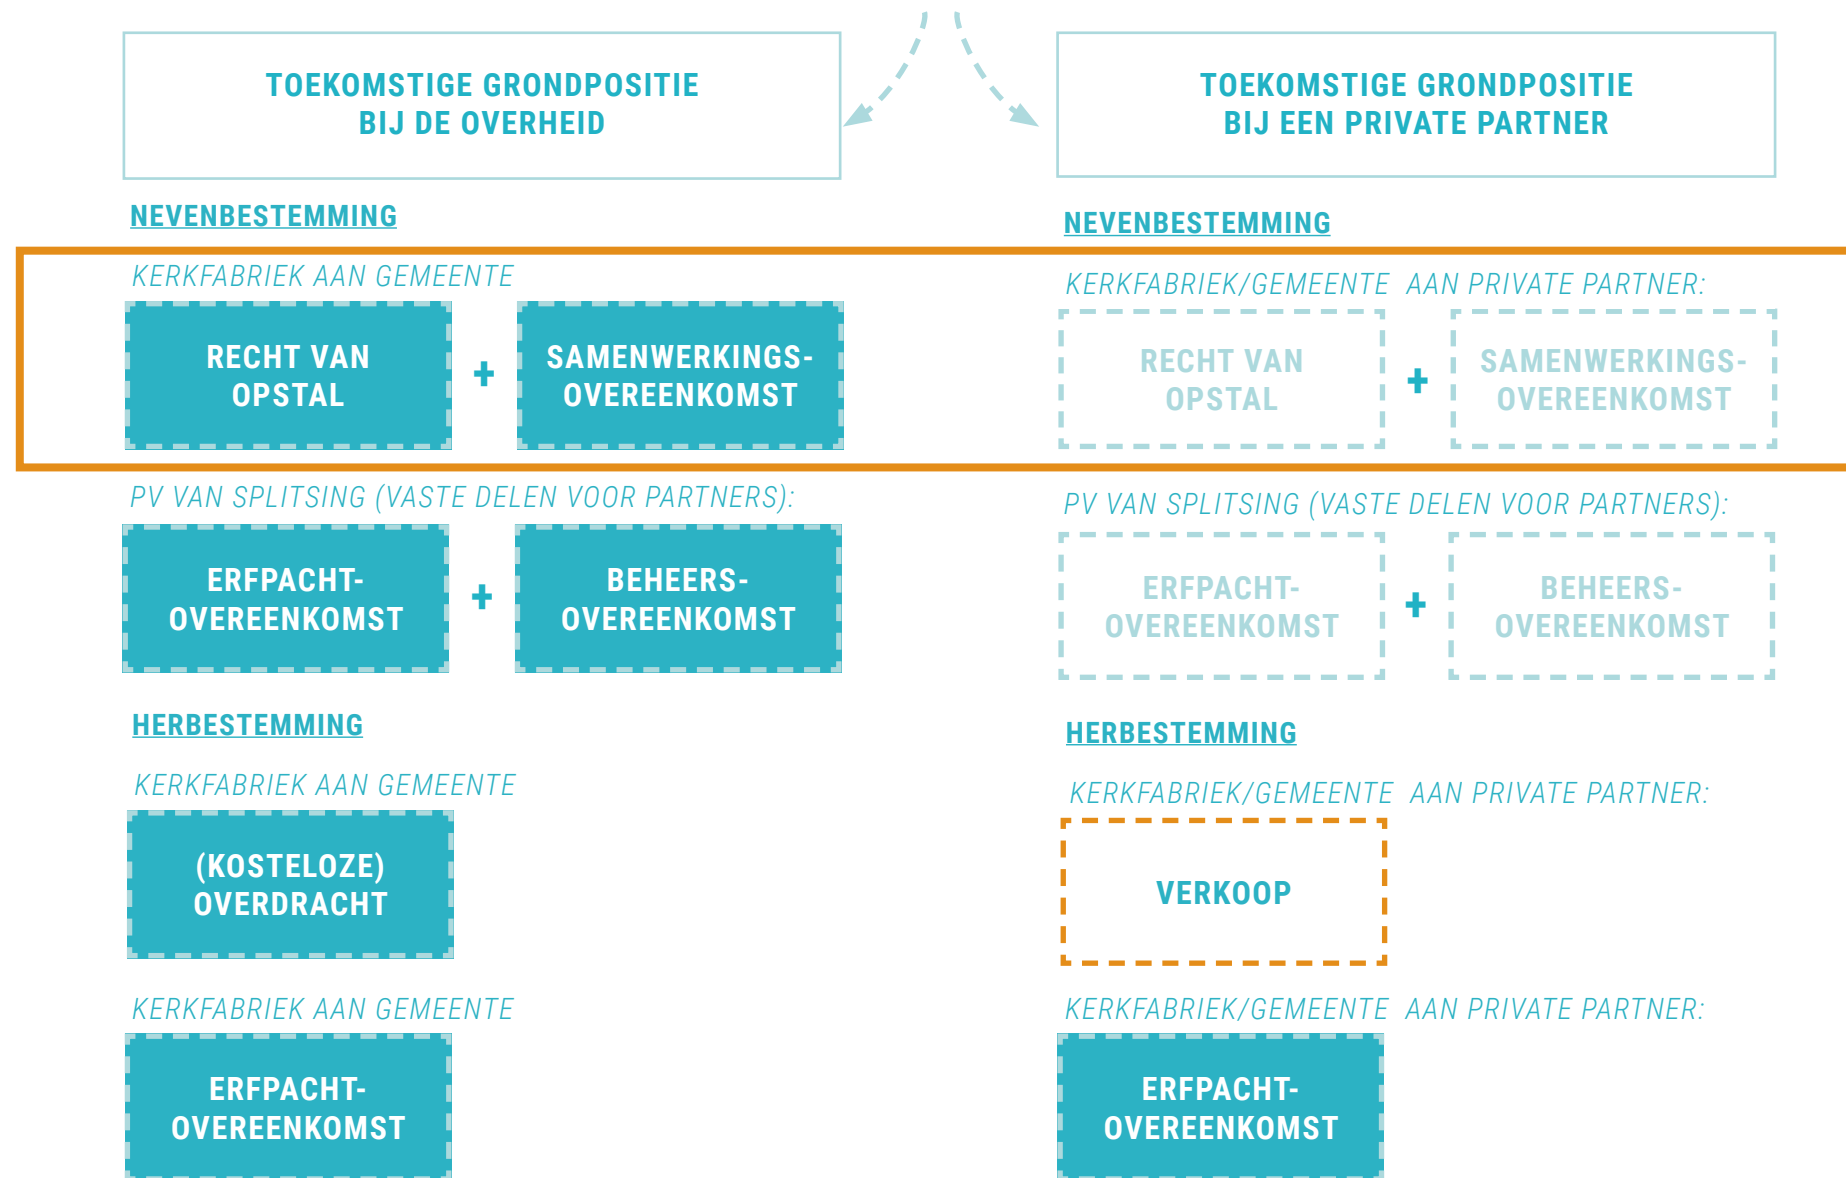 TOEKOMSTIGE GRONDPOSITIE
BIJ DE OVERHEID
NEVENBESTEMMING
KERKFABRIEK AAN GEMEENTE
RECHT VAN
OPSTAL
+
SAMENWERKINGS-
OVEREENKOMST
PV VAN SPLITSING (VASTE DELEN VOOR PARTNERS):
ERFPACHT-
OVEREENKOMST
+
BEHEERS-
OVEREENKOMST
HERBESTEMMING
KERKFABRIEK AAN GEMEENTE
(KOSTELOZE)
OVERDRACHT
KERKFABRIEK AAN GEMEENTE
ERFPACHT-
OVEREENKOMST
TOEKOMSTIGE GRONDPOSITIE
BIJ EEN PRIVATE PARTNER
NEVENBESTEMMING
KERKFABRIEK/GEMEENTE AAN PRIVATE PARTNER:
RECHT VAN
OPSTAL
+
SAMENWERKINGS-
OVEREENKOMST
PV VAN SPLITSING (VASTE DELEN VOOR PARTNERS):
ERFPACHT-
OVEREENKOMST
+
BEHEERS-
OVEREENKOMST
HERBESTEMMING
KERKFABRIEK/GEMEENTE AAN PRIVATE PARTNER:
VERKOOP
KERKFABRIEK/GEMEENTE AAN PRIVATE PARTNER:
ERFPACHT-
OVEREENKOMST